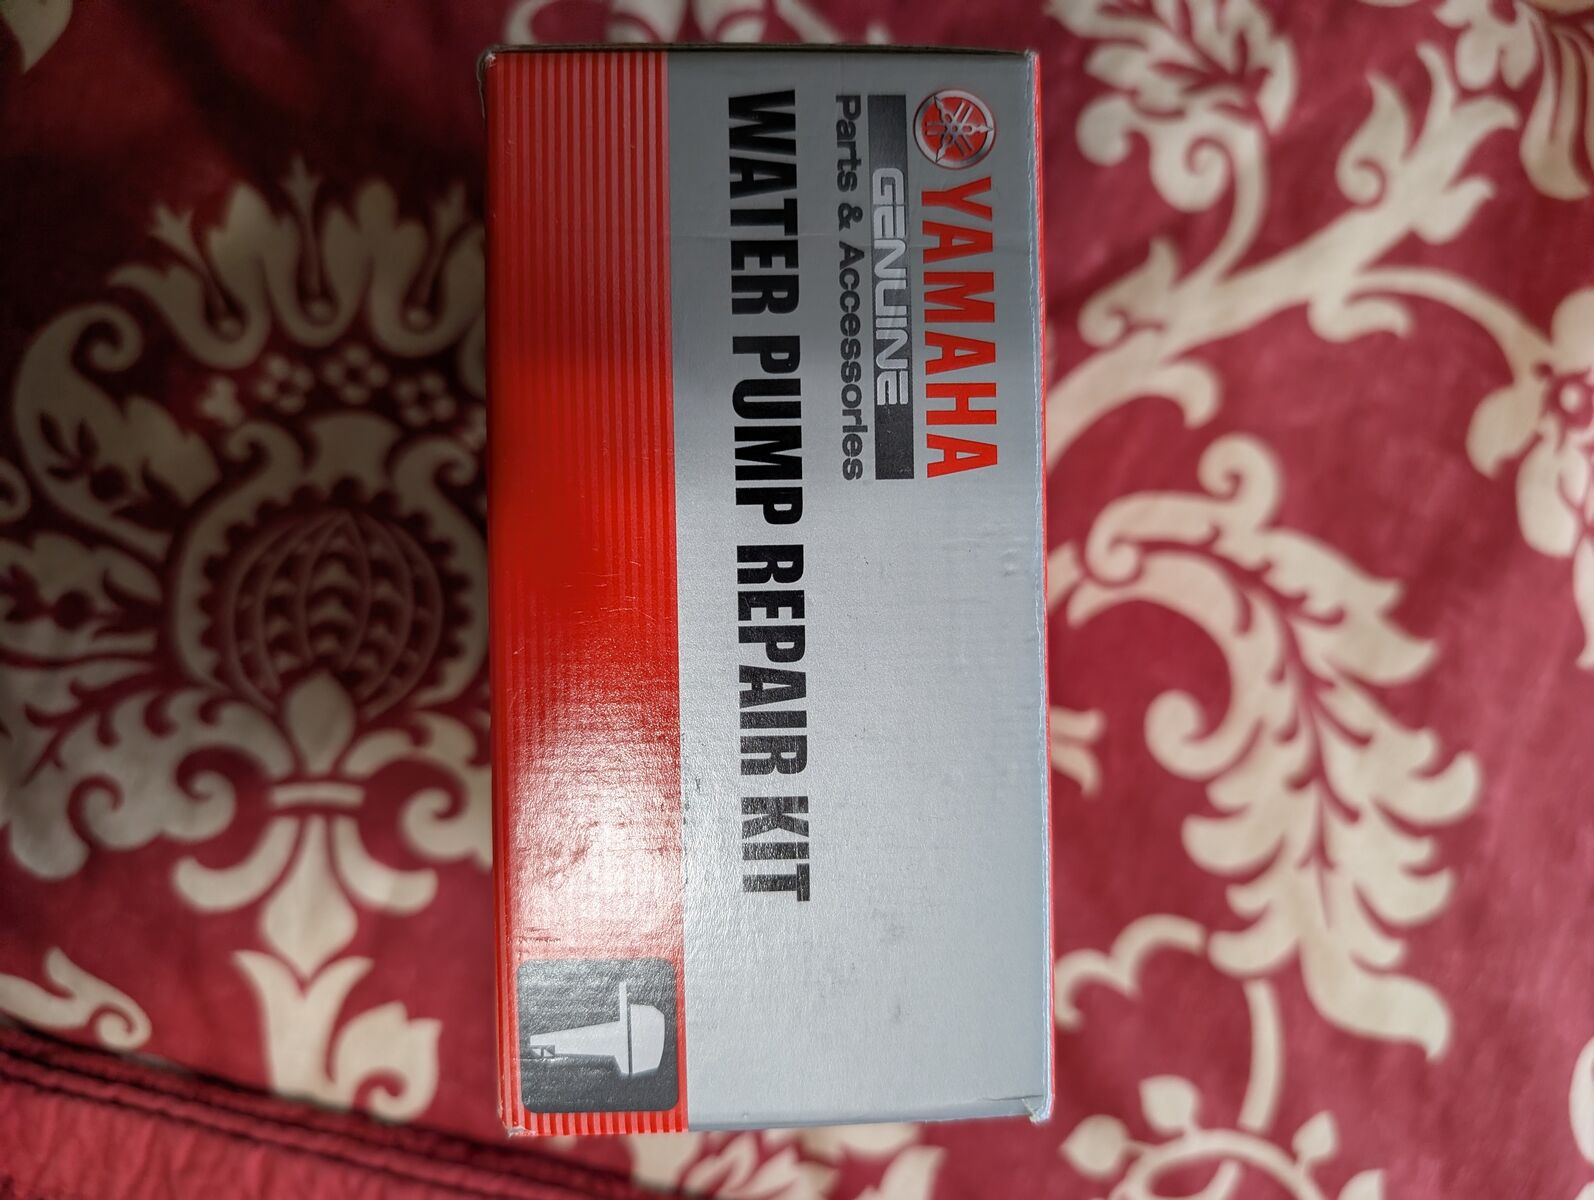 YAMAHA
GENUINE
Parts & Accessories
WATER PUMP REPAIR KIT